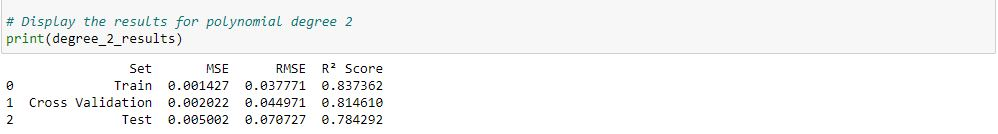 # Display the results for polynomial degree 2
print(degree_2_results)
Set MSE RMSE R² Score
0 Train 0.001427 0.037771 0.837362
1 Cross Validation 0.002022 0.044971 0.814610
2 Test 0.005002 0.070727 0.784292